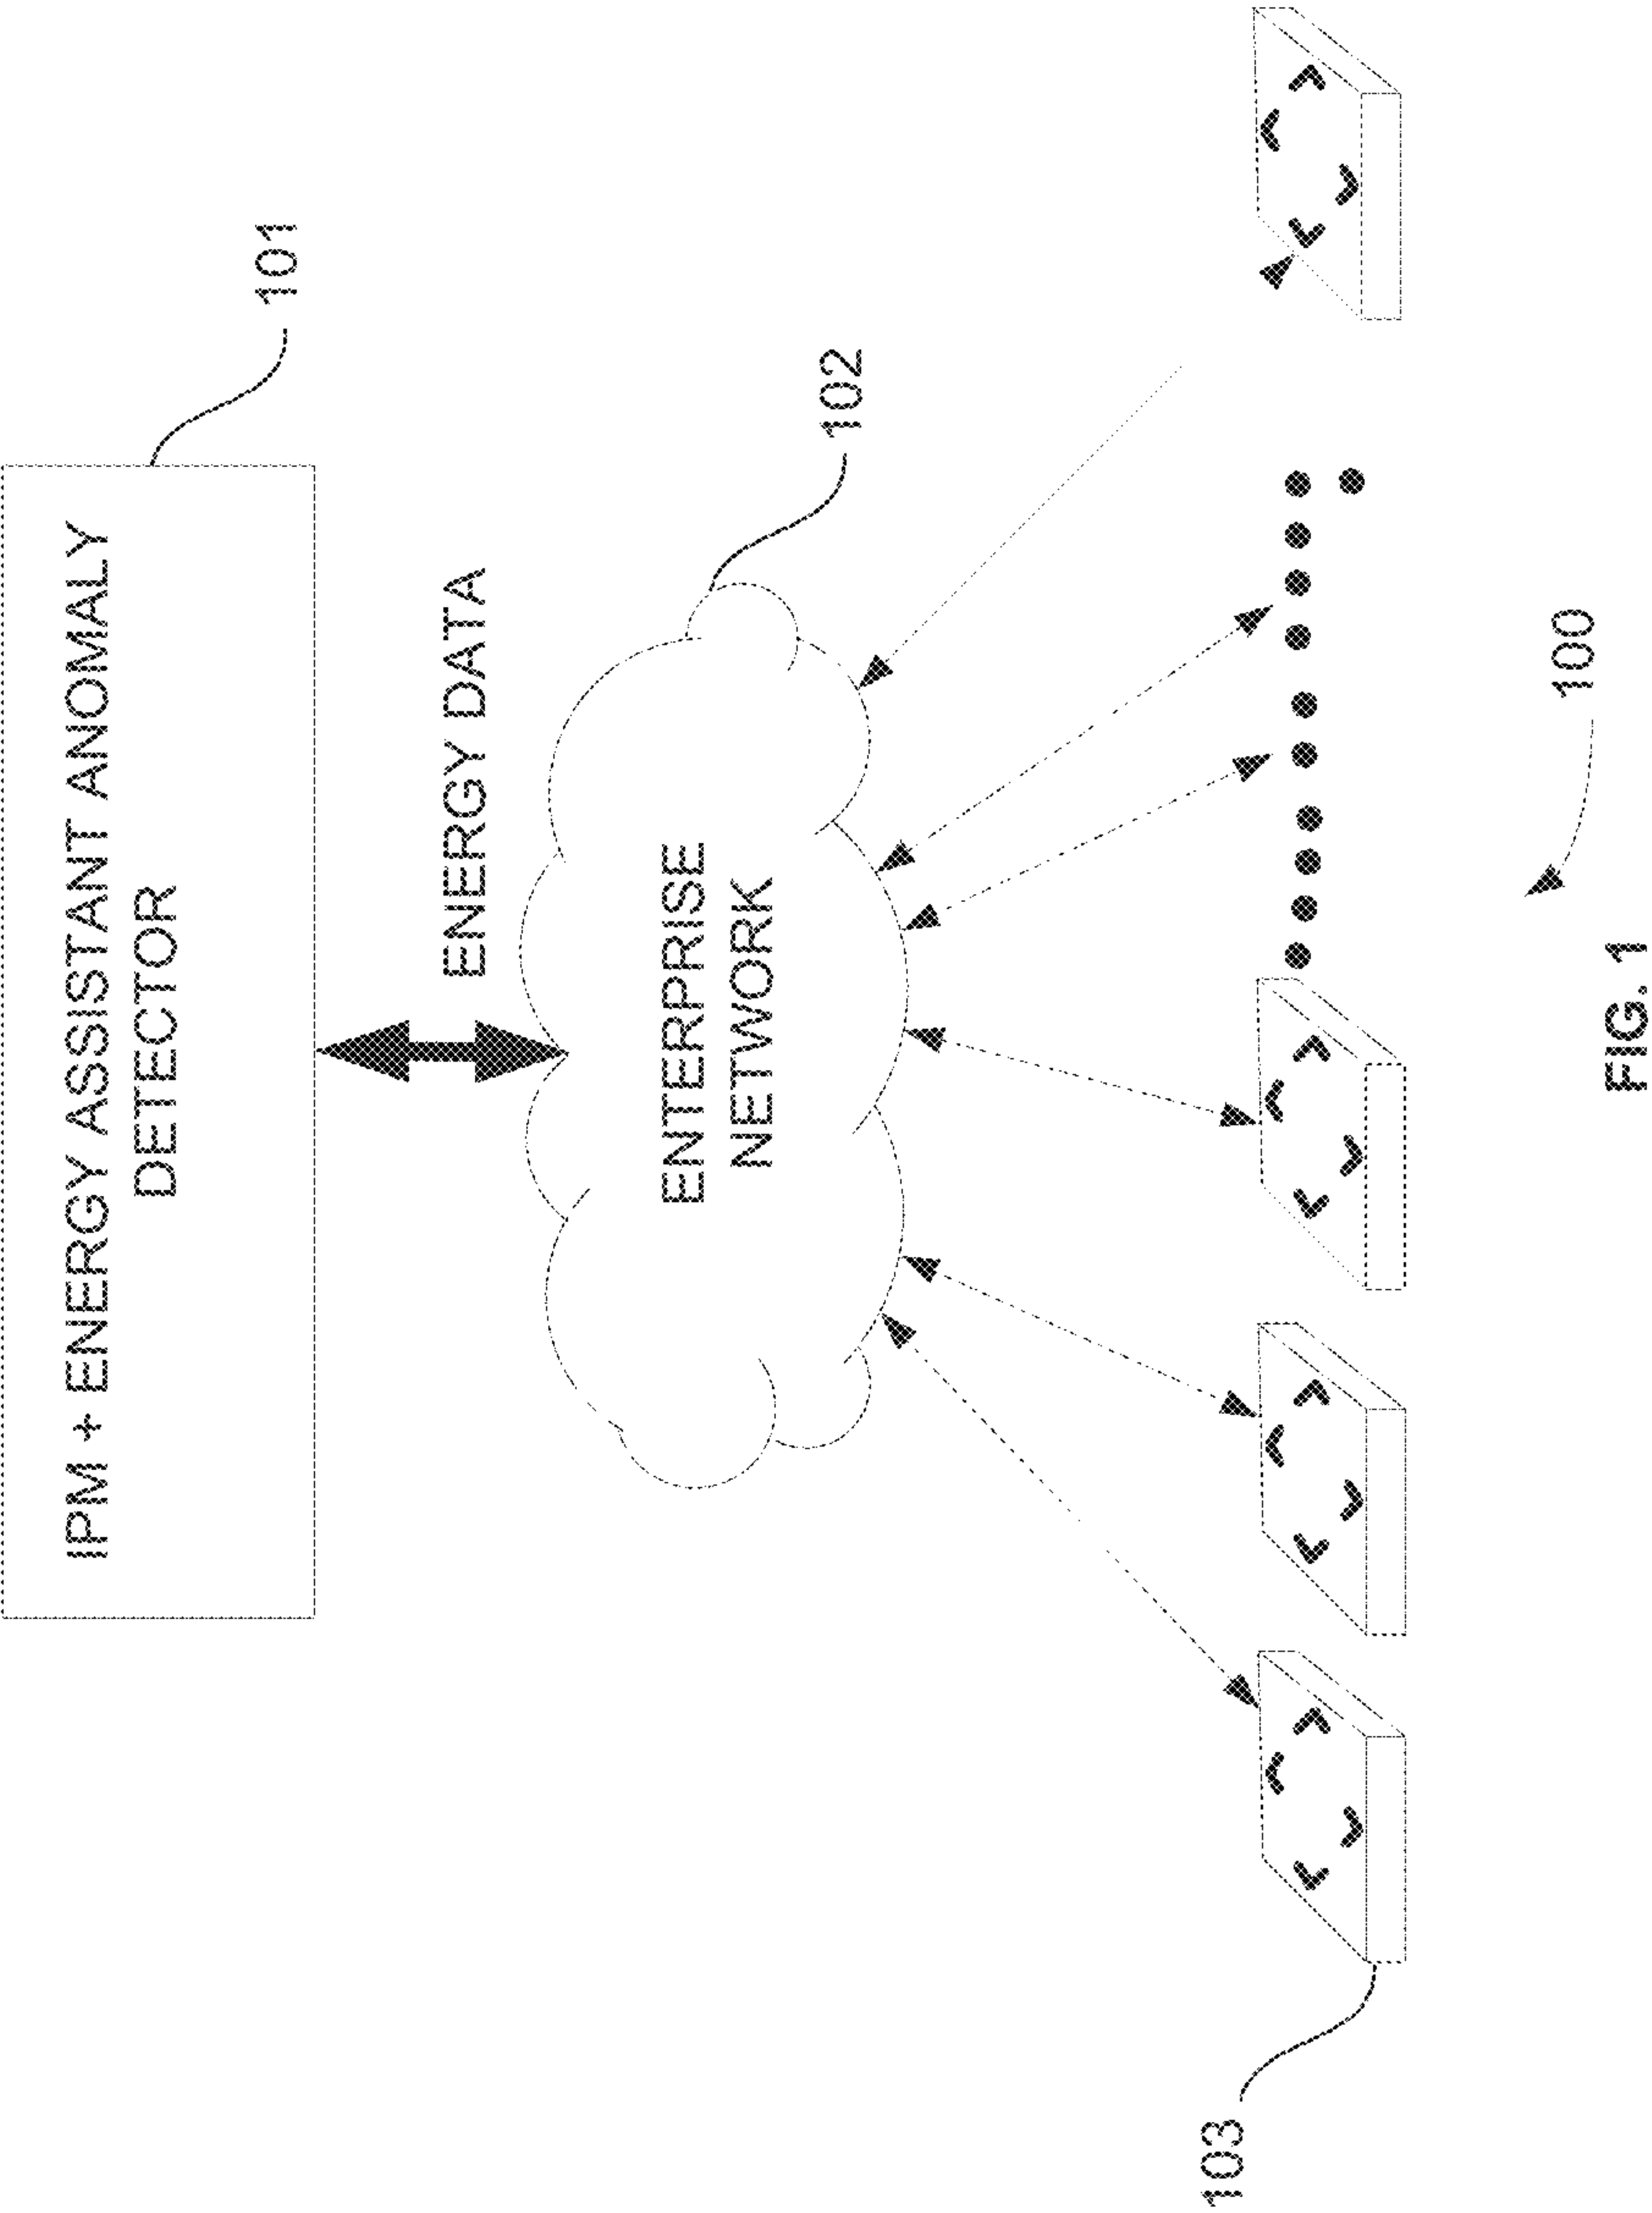 IPM + ENERGY ASSISTANT ANOMALY
DETECTOR
101
ENERGY DATA
102
ENTERPRISE
NETWORK
103
100
FIG. 1